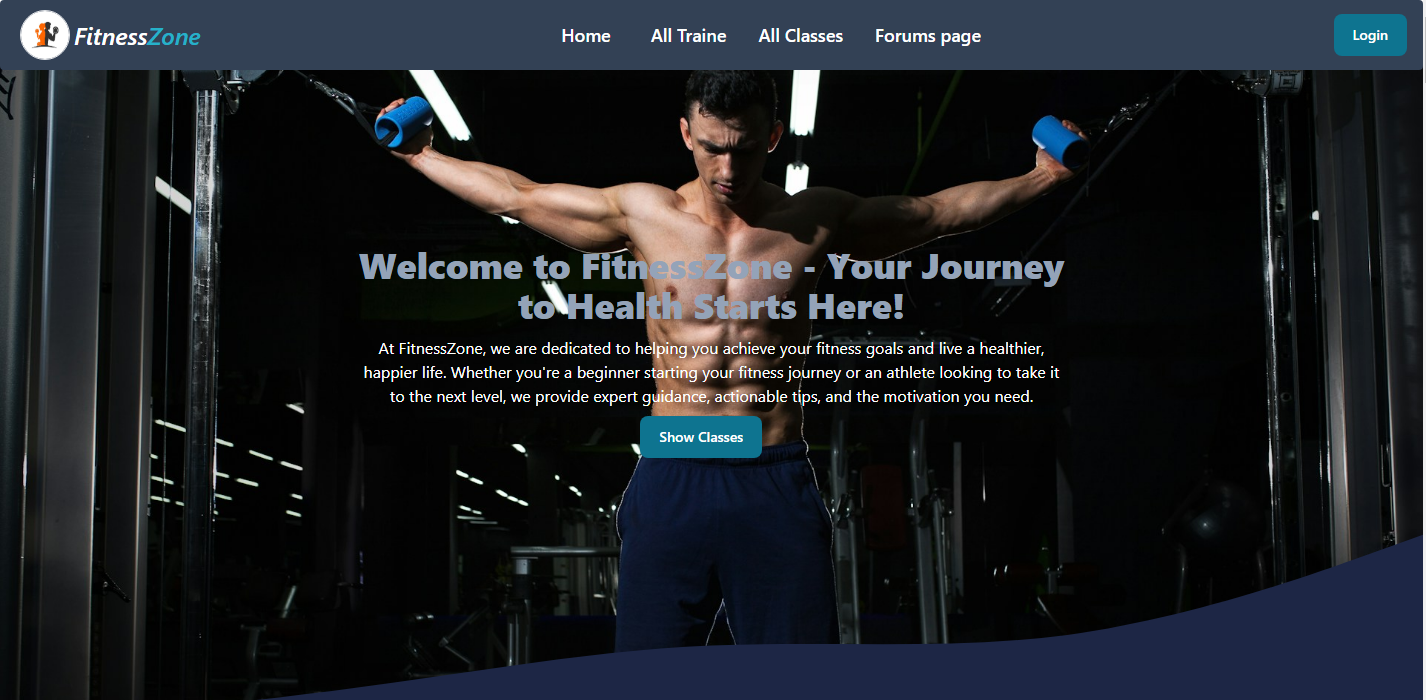 FitnessZone
Home
All Traine
All Classes
Forums page
Login
Welcome to FitnessZone - Your Journey
to Health Starts Here!
At FitnessZone, we are dedicated to helping you achieve your fitness goals and live a healthier,
happier life. Whether you're a beginner starting your fitness journey or an athlete looking to take it
to the next level, we provide expert guidance, actionable tips, and the motivation you need.
Show Classes